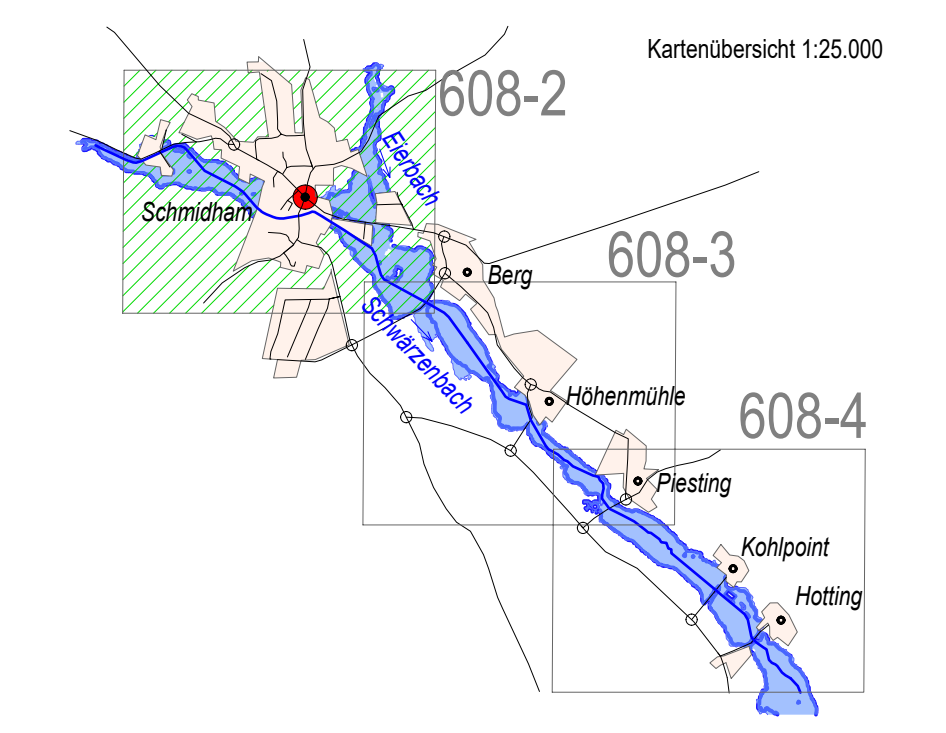 Kartenübersicht 1:25.000
608-2
Eierbach
Schmidham
608-3
Berg
Schwärzenbach
Höhenmühle
608-4
Piesting
Kohlpoint
Hotting